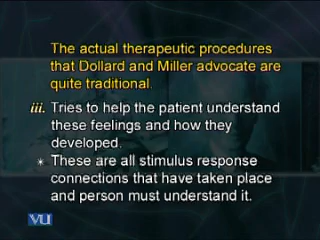 The actual therapeutic procedures
that Dollard and Miller advocate are
quite traditional.
iii. Tries to help the patient understand
these feelings and how they
developed.
✶ These are all stimulus response
connections that have taken place
and person must understand it.
VU